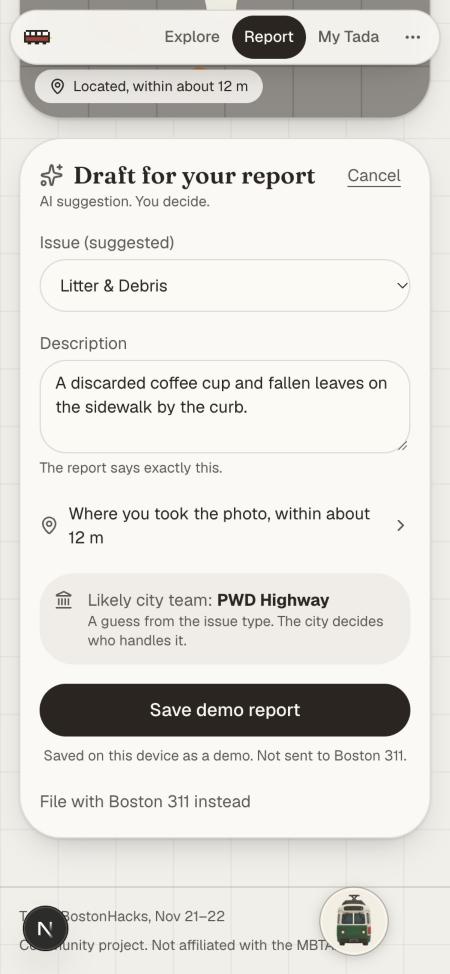 Explore Report My Tada
Located, within about 12 m
Draft for your report Cancel
AI suggestion. You decide.
Issue (suggested)
Litter & Debris
Description
A discarded coffee cup and fallen leaves on
the sidewalk by the curb.
The report says exactly this.
Where you took the photo, within about
12 m
Likely city team: PWD Highway
A guess from the issue type. The city decides
who handles it.
Save demo report
Saved on this device as a demo. Not sent to Boston 311.
File with Boston 311 instead
BostonHacks, Nov 21–22
N
project. Not affiliated with the MBTA